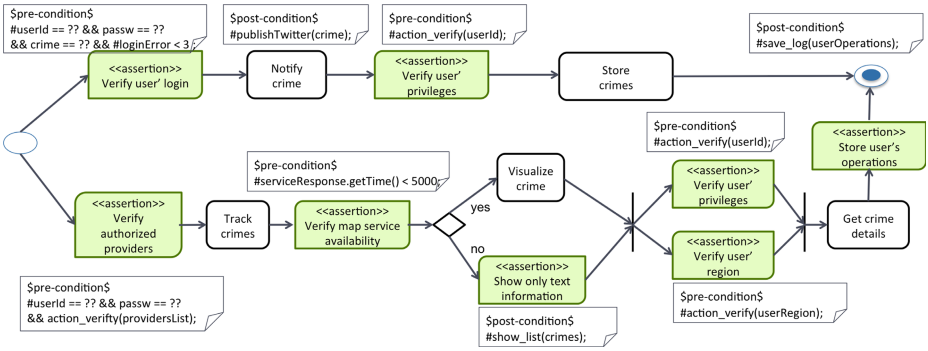 $pre-condition$
#userId == ?? && passw == ??
&& crime == ?? && #loginError < 3;
$post-condition$
#publishTwitter(crime);
$pre-condition$
#action_verify(userId);
$post-condition$
#save_log(userOperations);
<<assertion>>
Verify user' login
Notify
crime
<<assertion>>
Verify user'
privileges
Store
crimes
$pre-condition$
#action_verify(userId);
<<assertion>>
Store user's
operations
$pre-condition$
#serviceResponse.getTime() < 5000;
Visualize
crime
<<assertion>>
Verify user'
privileges
<<assertion>>
Verify
authorized
providers
Track
crimes
<<assertion>>
Verify map service
availability
yes
no
Get crime
details
<<assertion>>
Show only text
information
<<assertion>>
Verify user'
region
$pre-condition$
#userId == ?? && passw == ??
&& action_verifty(providersList);
$post-condition$
#show_list(crimes);
$pre-condition$
#action_verify(userRegion);